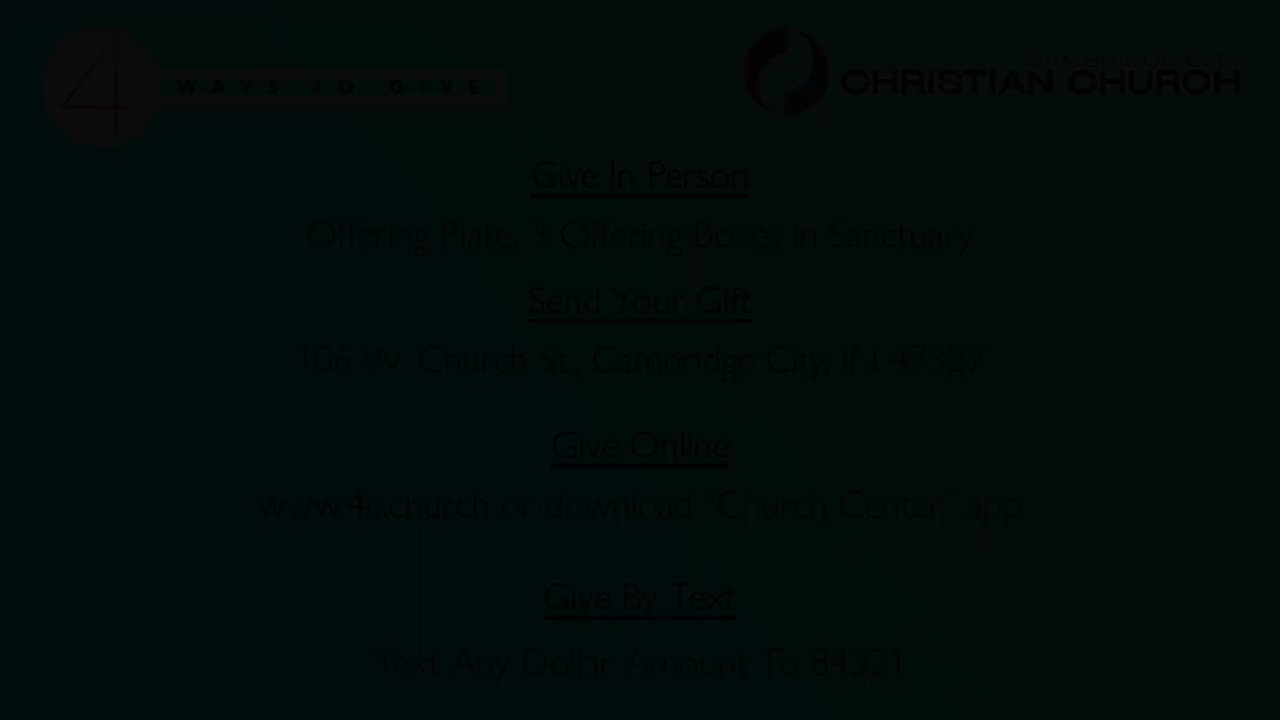 4 WAYS TO GIVE
CAMBRIDGE CITY
CHRISTIAN CHURCH
Give In Person
Offering Plate, 3 Offering Boxes In Sanctuary
Send Your Gift
106 W. Church St. Cambridge City, IN 47327
Give Online
www.4c.church or download "Church Center" app
Give By Text
Text Any Dollar Amount To 84321